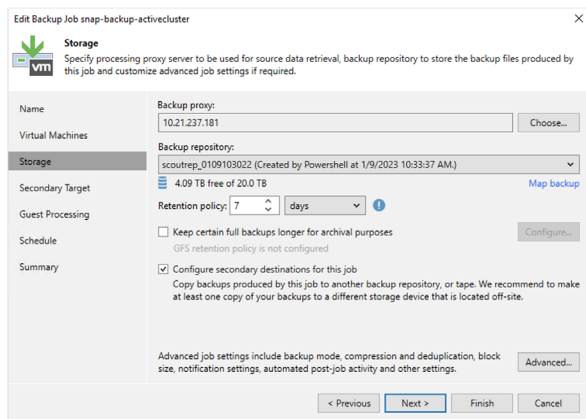 Edit Backup Job snap-backup-activecluster
Storage
Specify processing proxy server to be used for source data retrieval, backup repository to store the backup files produced by
this job and customize advanced job settings if required.
vm
Name
Virtual Machines
Storage
Secondary Target
Guest Processing
Schedule
Summary
Backup proxy:
10.21.237.181
Choose...
Backup repository:
scoutrep_0109103022 (Created by Powershell at 1/9/2023 10:33:37 AM.)
4.09 TB free of 20.0 TB
Map backup
Retention policy: 7 days
Keep certain full backups longer for archival purposes
Configure...
GFS retention policy is not configured
Configure secondary destinations for this job
Copy backups produced by this job to another backup repository, or tape. We recommend to make
at least one copy of your backups to a different storage device that is located off-site.
Advanced job settings include backup mode, compression and deduplication, block
size, notification settings, automated post-job activity and other settings.
Advanced...
< Previous
Next >
Finish
Cancel